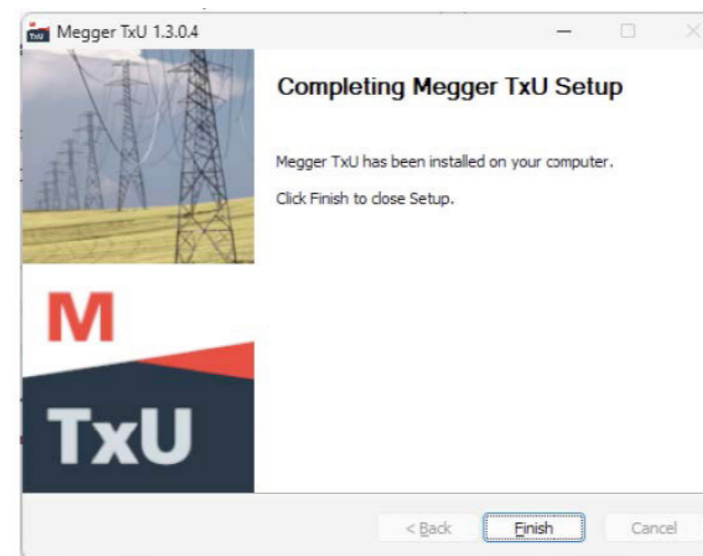 Megger TxU 1.3.0.4
Completing Megger TxU Setup
Megger TxU has been installed on your computer.
Click Finish to close Setup.
M
TxU
TxU
< Back
Finish
Cancel